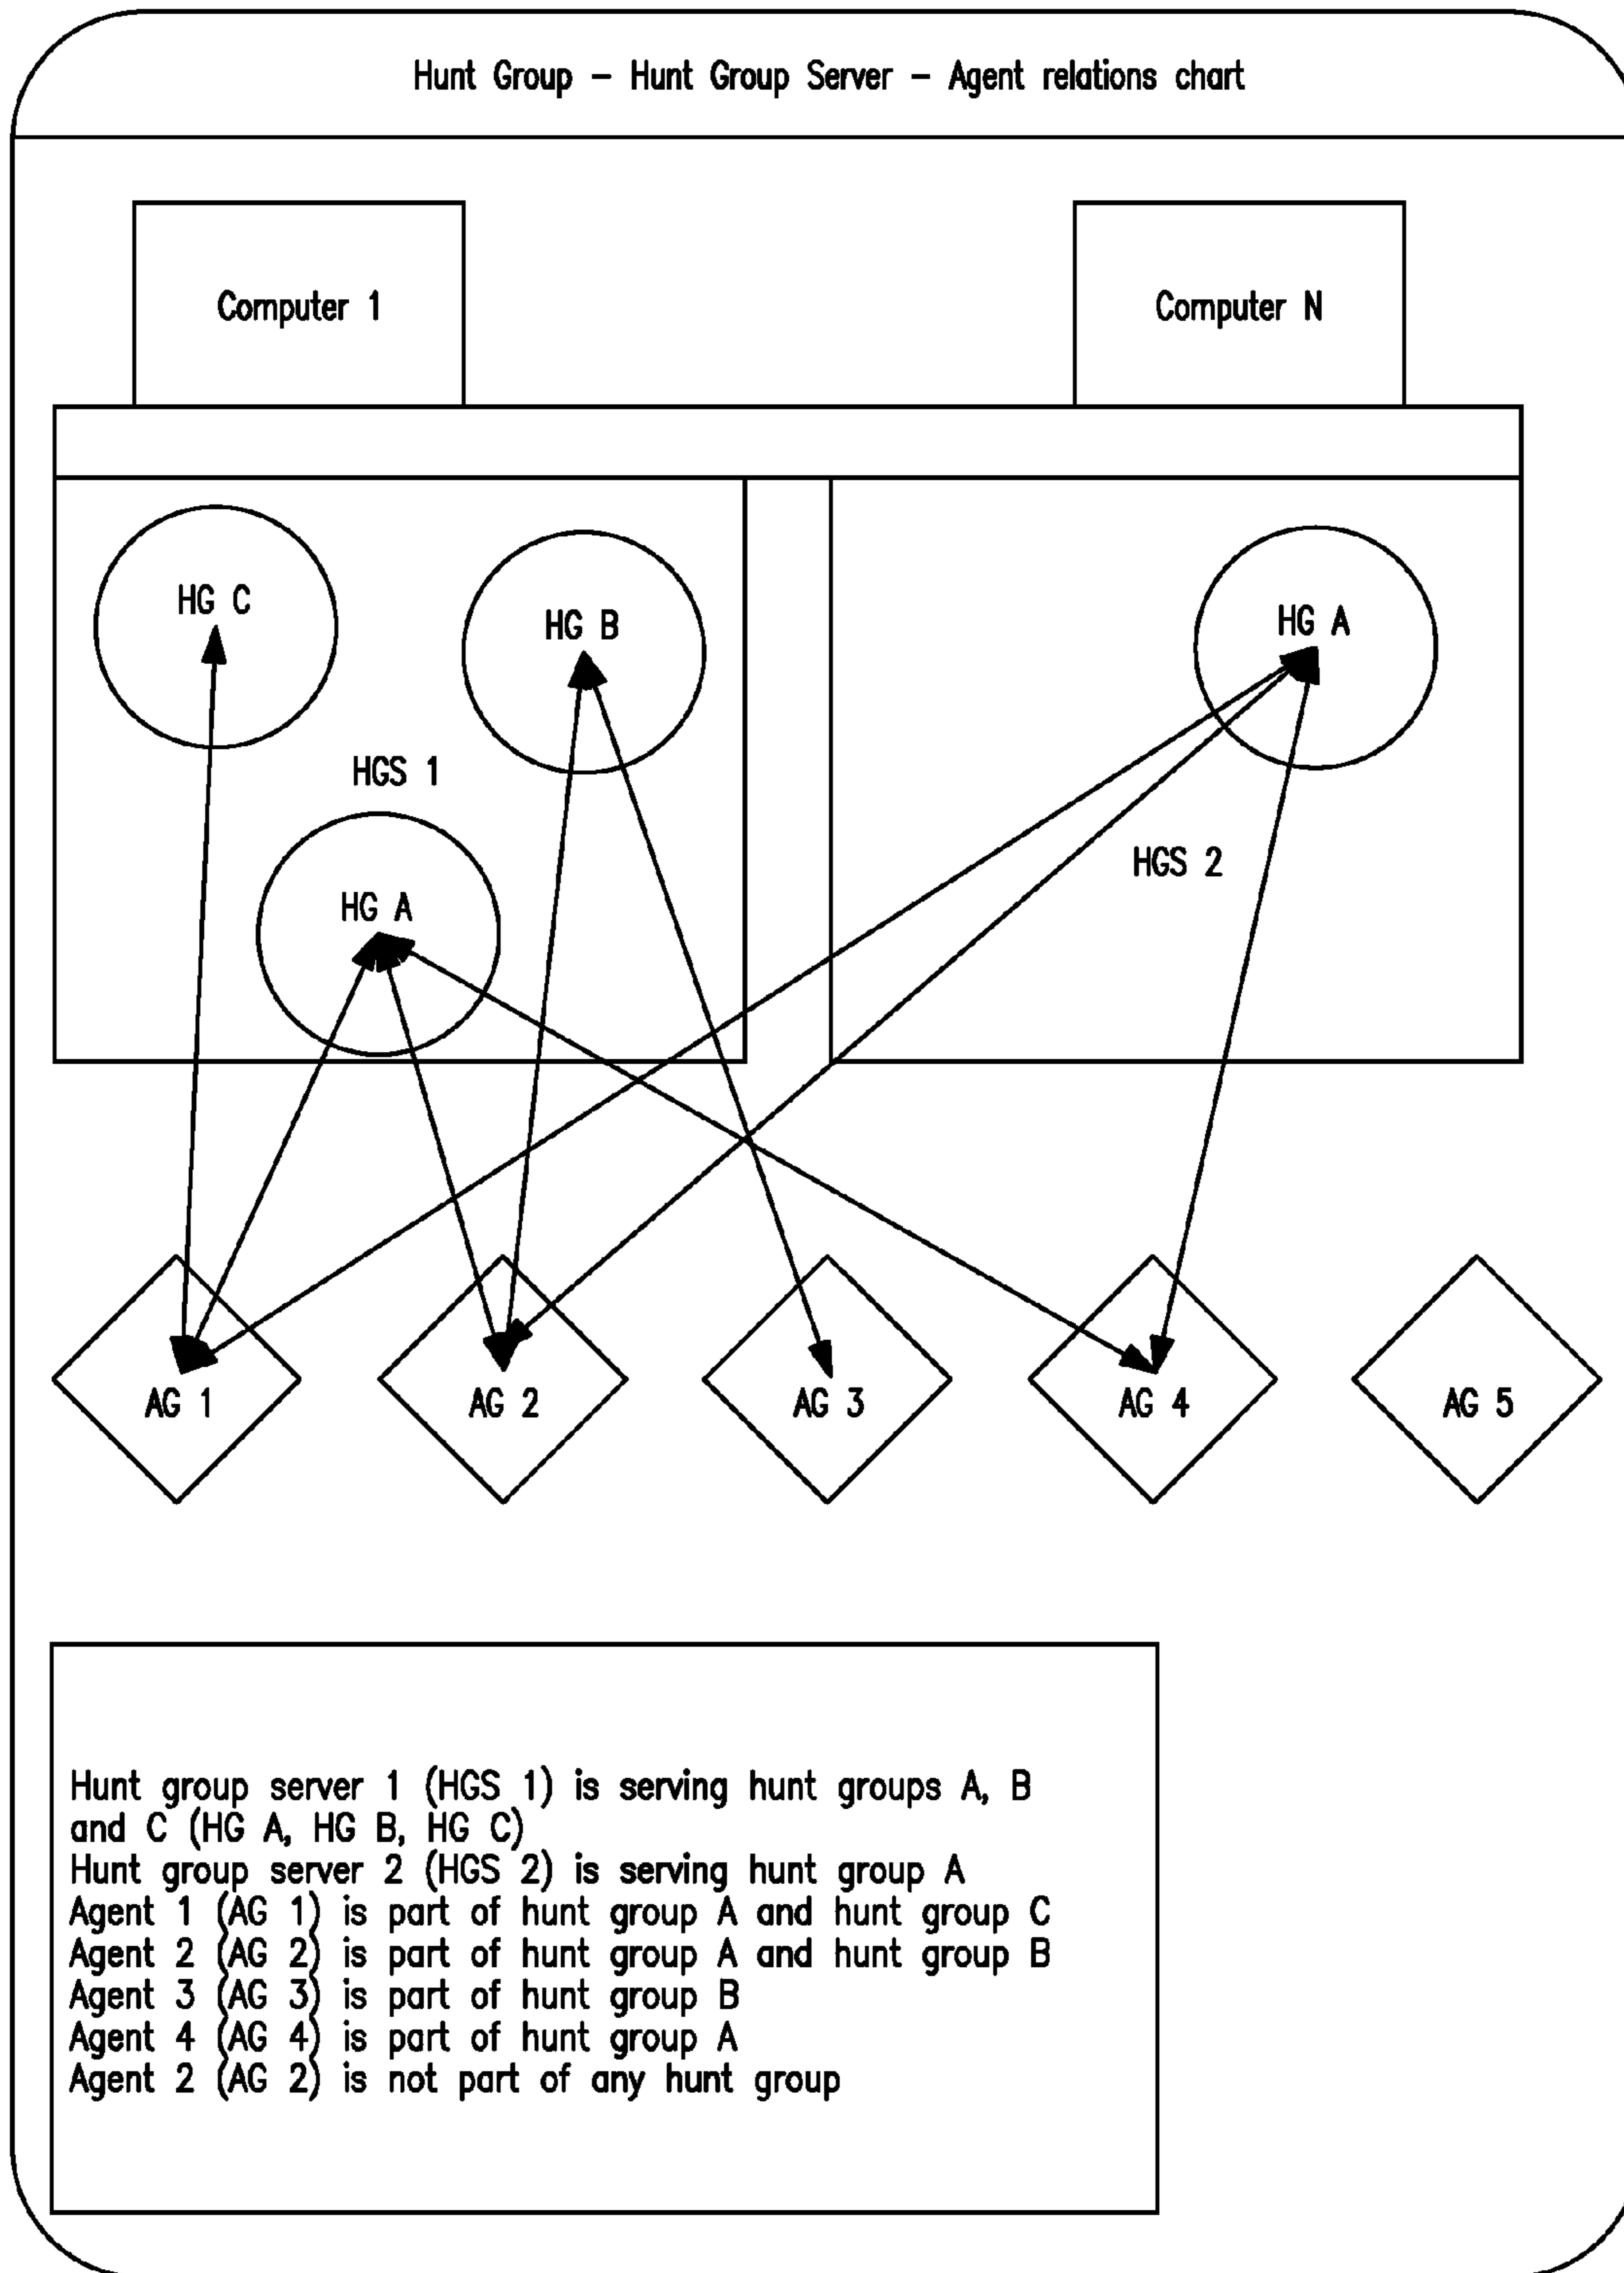 Hunt Group - Hunt Group Server - Agent relations chart
Computer 1
Computer N
HG C
HG B
HG A
HGS 1
HGS 2
HG A
AG 1
AG 2
AG 3
AG 4
AG 5
Hunt group server 1 (HGS 1) is serving hunt groups A, B
and C (HG A, HG B, HG C)
Hunt group server 2 (HGS 2) is serving hunt group A
Agent 1 (AG 1) is part of hunt group A and hunt group C
Agent 2 (AG 2) is part of hunt group A and hunt group B
Agent 3 (AG 3) is part of hunt group B
Agent 4 (AG 4) is part of hunt group A
Agent 2 (AG 2) is not part of any hunt group